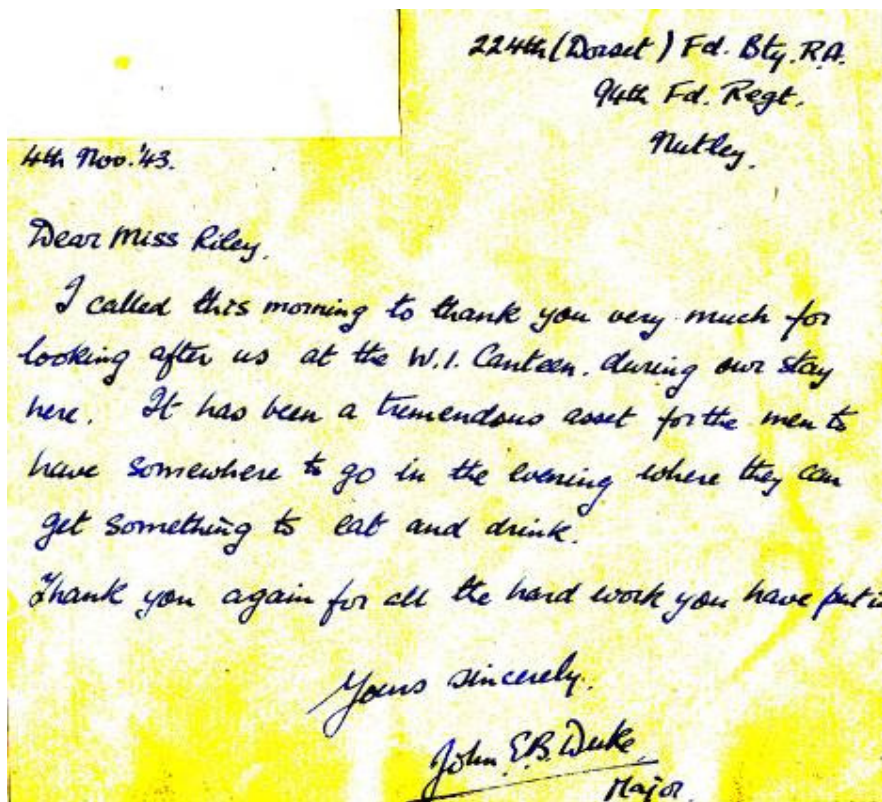 224th (Dorset) Fd. Bty. R.A.
94th Fd. Regt.
Nutley.
4th Nov. '43.
Dear Miss Riley,
I called this morning to thank you very much for
looking after us at the W.I. Canteen. during our stay
here. It has been a tremendous asset for the men to
have somewhere to go in the evening where they can
get something to eat and drink.
Thank you again for all the hard work you have put in
Yours sincerely.
John E.B. Duke
Major.